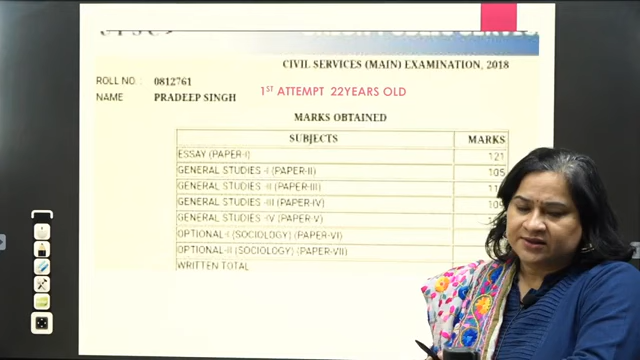 CIVIL SERVICES (MAIN) EXAMINATION, 2018
ROLL NO : 0812761
1ST ATTEMPT 22YEARS OLD
NAME PRADEEP SINGH
MARKS OBTAINED
SUBJECTS MARKS
ESSAY (PAPER-I) 121
GENERAL STUDIES -I (PAPER-II) 105
GENERAL STUDIES -II (PAPER-III)
GENERAL STUDIES -III (PAPER-IV) 109
GENERAL STUDIES -IV (PAPER-V)
OPTIONAL-I (SOCIOLOGY) (PAPER-VI)
OPTIONAL-II (SOCIOLOGY) (PAPER-VII)
WRITTEN TOTAL